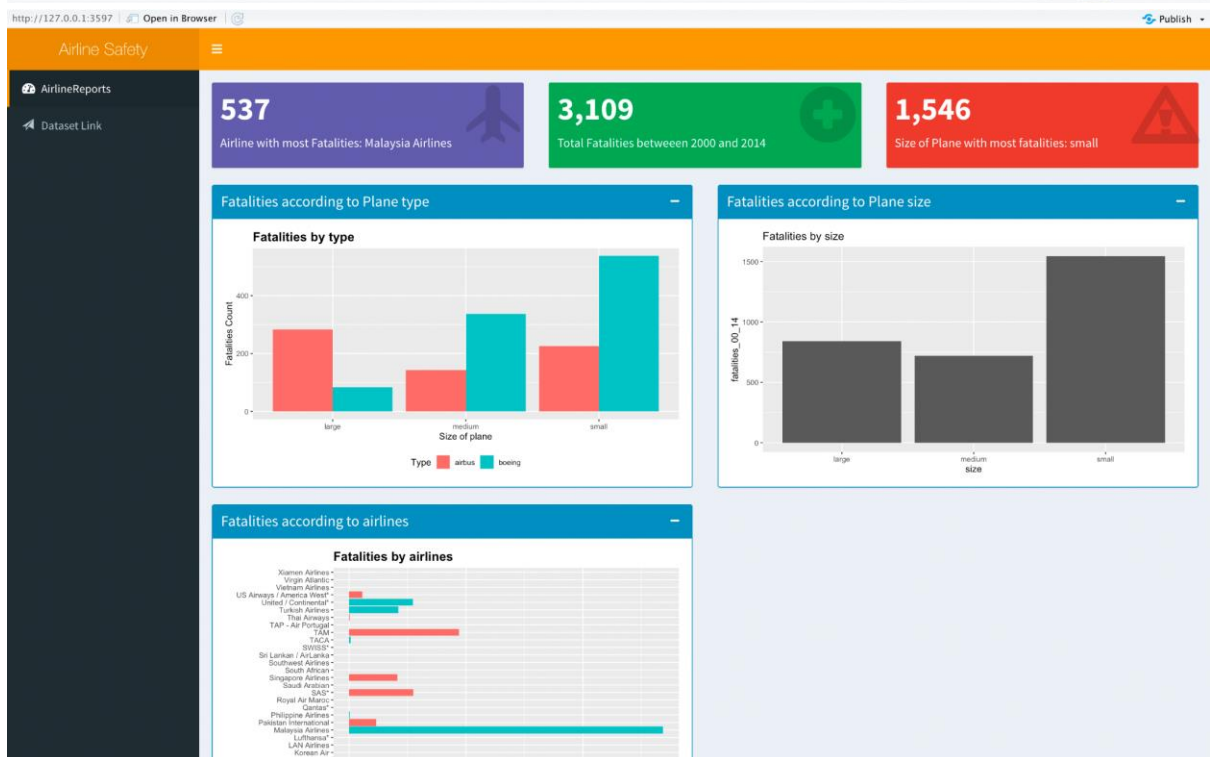 http://127.0.0.1:3597 Open in Browser Publish
Airline Safety
AirlineReports
Dataset Link
537
Airline with most Fatalities: Malaysia Airlines
3,109
Total Fatalities betweeen 2000 and 2014
1,546
Size of Plane with most fatalities: small
Fatalities according to Plane type
Fatalities by type
400
200
0
Fatalities Count
large medium small
Size of plane
Type airbus boeing
Fatalities according to Plane size
Fatalities by size
1500
1000
500
0
fatalities_00_14
large medium small
size
Fatalities according to airlines
Fatalities by airlines
Xiamen Airlines
Virgin Atlantic
Vietnam Airlines
US Airways / America West*
United / Continental*
Turkish Airlines
Thai Airways
TAP - Air Portugal
TAM
TACA
SWISS*
Sri Lankan / AirLanka
Southwest Airlines
South African
Singapore Airlines
Saudi Arabian
SAS*
Royal Air Maroc
Qantas*
Philippine Airlines
Pakistan International
Malaysia Airlines
Lufthansa*
LAN Airlines
Korean Air